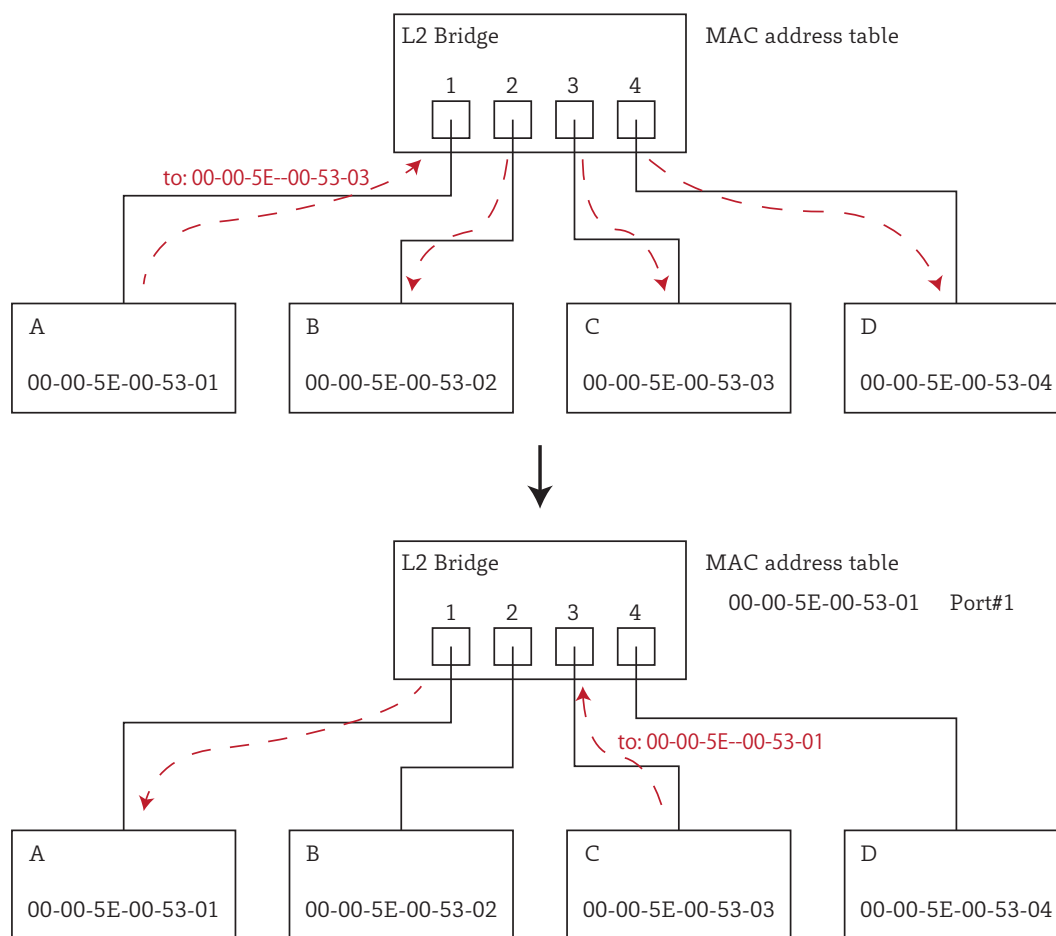 L2 Bridge
MAC address table
1 2 3 4
to: 00-00-5E--00-53-03
A
00-00-5E-00-53-01
B
00-00-5E-00-53-02
C
00-00-5E-00-53-03
D
00-00-5E-00-53-04
L2 Bridge
MAC address table
00-00-5E-00-53-01 Port#1
1 2 3 4
to: 00-00-5E--00-53-01
A
00-00-5E-00-53-01
B
00-00-5E-00-53-02
C
00-00-5E-00-53-03
D
00-00-5E-00-53-04